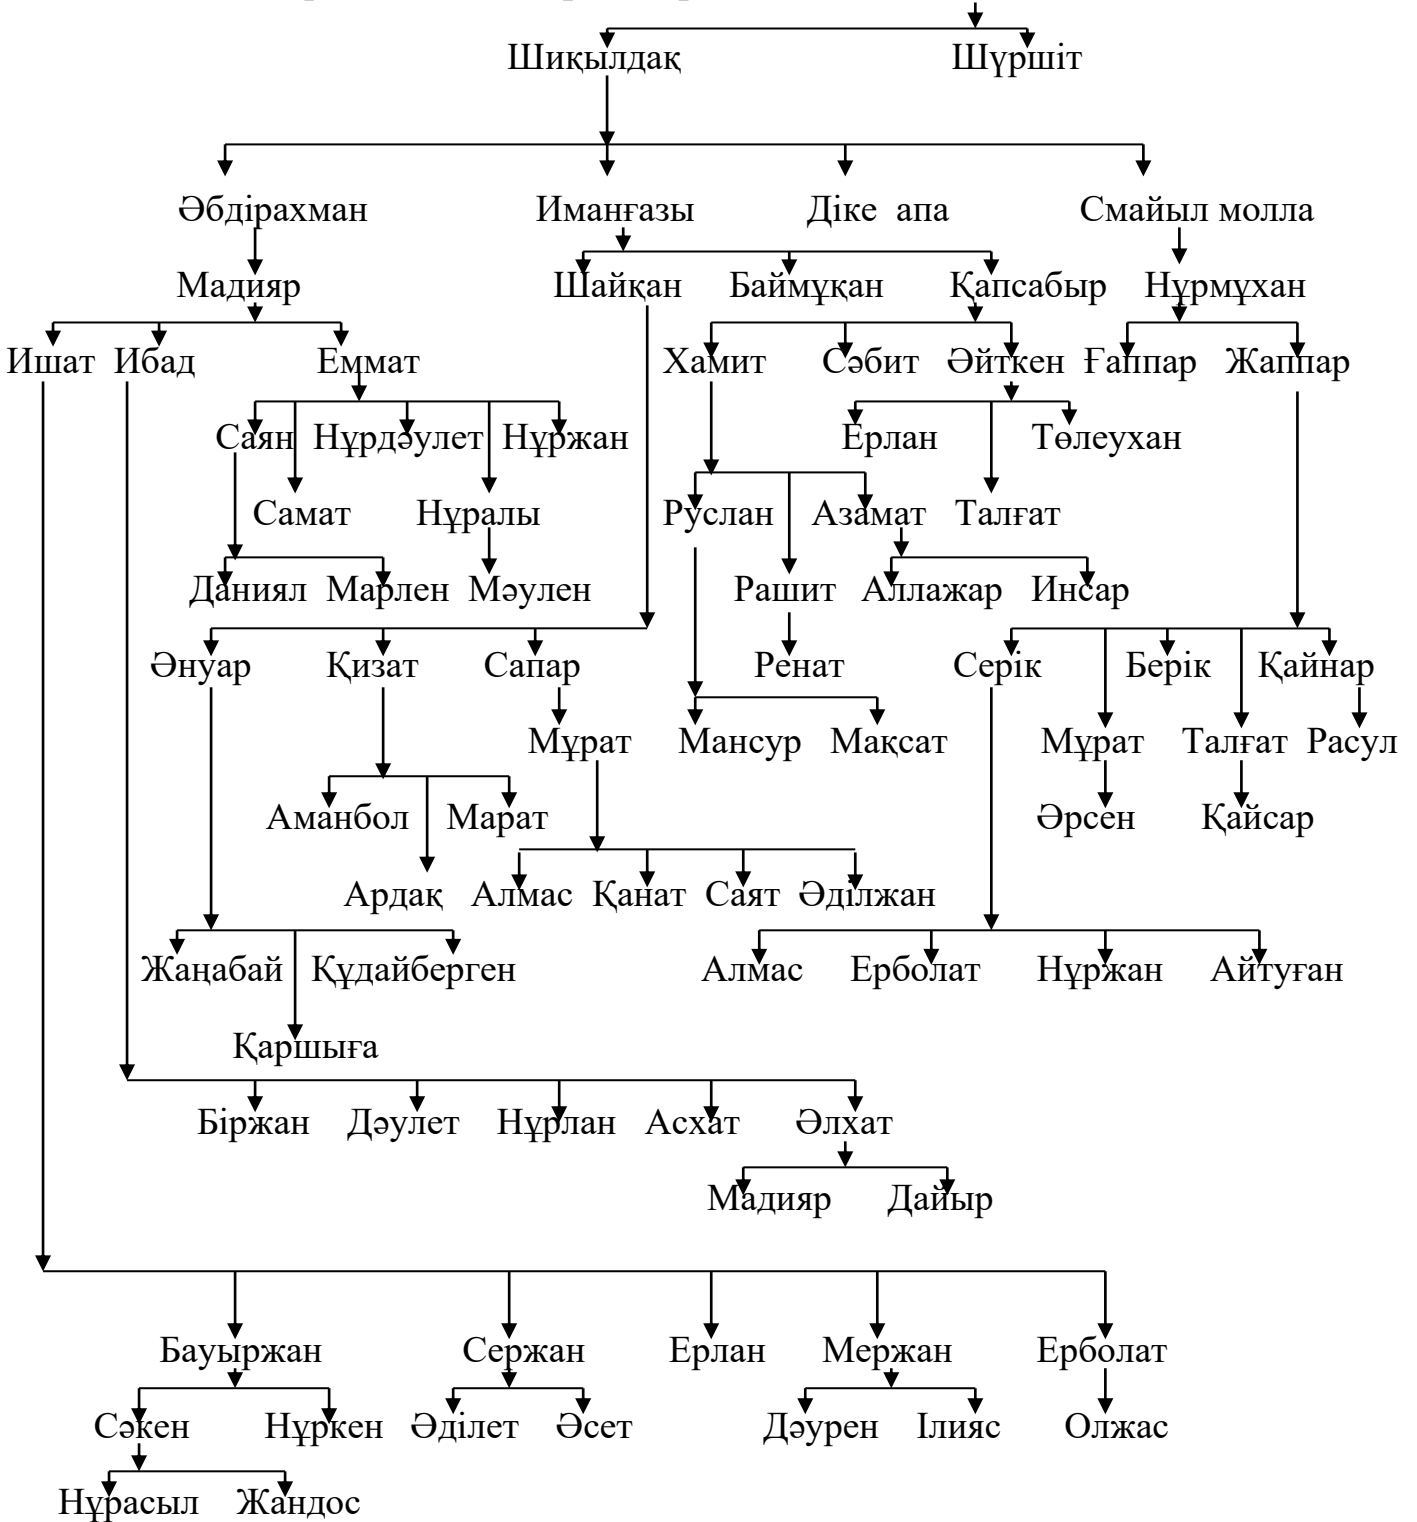 Шиқылдақ Шүршіт
Әбдірахман Иманғазы Діке апа Смайыл молла
Мадияр Шайқан Баймұқан Қапсабыр Нұрмұхан
Ишат Ибад Еммат Хамит Сәбит Әйткен Ғаппар Жаппар
Саян Нұрдәулет Нұржан Ерлан Төлеухан
Самат Нұралы Руслан Азамат Талғат
Даниял Марлен Мәулен Рашит Аллажар Инсар
Әнуар Қизат Сапар Ренат Серік Берік Қайнар
Мұрат Мансур Мақсат Мұрат Талғат Расул
Аманбол Марат Әрсен Қайсар
Ардақ Алмас Қанат Саят Әділжан
Жаңабай Құдайберген Алмас Ерболат Нұржан Айтуған
Қаршыға
Біржан Дәулет Нұрлан Асхат Әлхат
Мадияр Дайыр
Бауыржан Сержан Ерлан Мержан Ерболат
Сәкен Нұркен Әділет Әсет Дәурен Ілияс Олжас
Нұрасыл Жандос